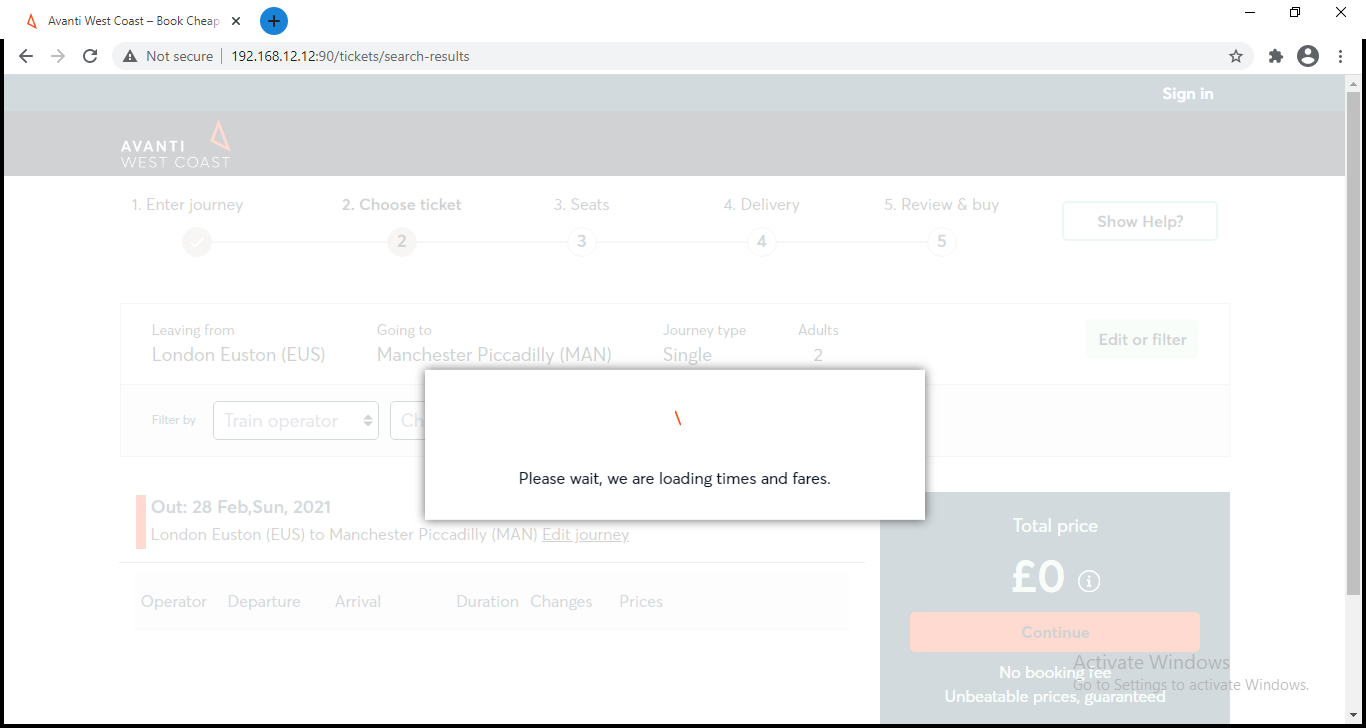 Avanti West Coast – Book Cheap
Not secure 192.168.12.12:90/tickets/search-results
Sign in
AVANTI
WEST COAST
1. Enter journey 2. Choose ticket 3. Seats 4. Delivery 5. Review & buy
2 3 4 5
Show Help?
Leaving from Going to Journey type Adults
London Euston (EUS) Manchester Piccadilly (MAN) Single 2
Edit or filter
Filter by Train operator Ch
Please wait, we are loading times and fares.
Out: 28 Feb,Sun, 2021
London Euston (EUS) to Manchester Piccadilly (MAN) Edit journey
Operator Departure Arrival Duration Changes Prices
Total price
£0
Continue
No booking fee
Unbeatable prices, guaranteed
Activate Windows
Go to Settings to activate Windows.